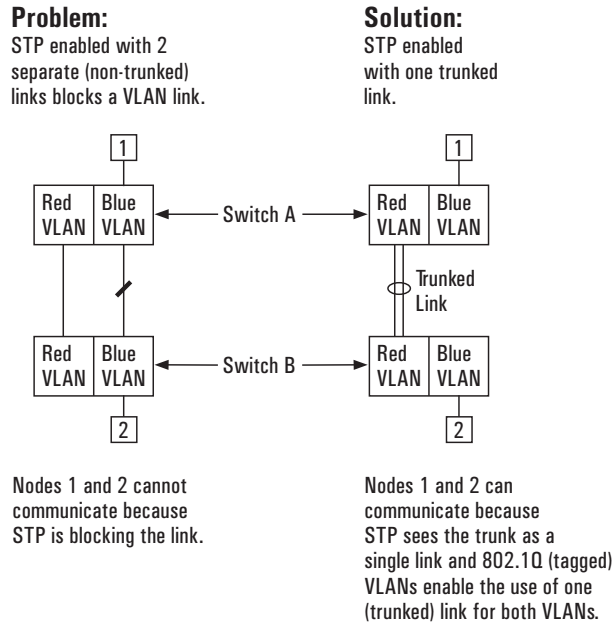 Problem:
STP enabled with 2
separate (non-trunked)
links blocks a VLAN link.
Solution:
STP enabled
with one trunked
link.
1
1
Red VLAN
Blue VLAN
Switch A
Red VLAN
Blue VLAN
Trunked
Link
Red VLAN
Blue VLAN
Switch B
Red VLAN
Blue VLAN
2
2
Nodes 1 and 2 cannot
communicate because
STP is blocking the link.
Nodes 1 and 2 can
communicate because
STP sees the trunk as a
single link and 802.1Q (tagged)
VLANs enable the use of one
(trunked) link for both VLANs.